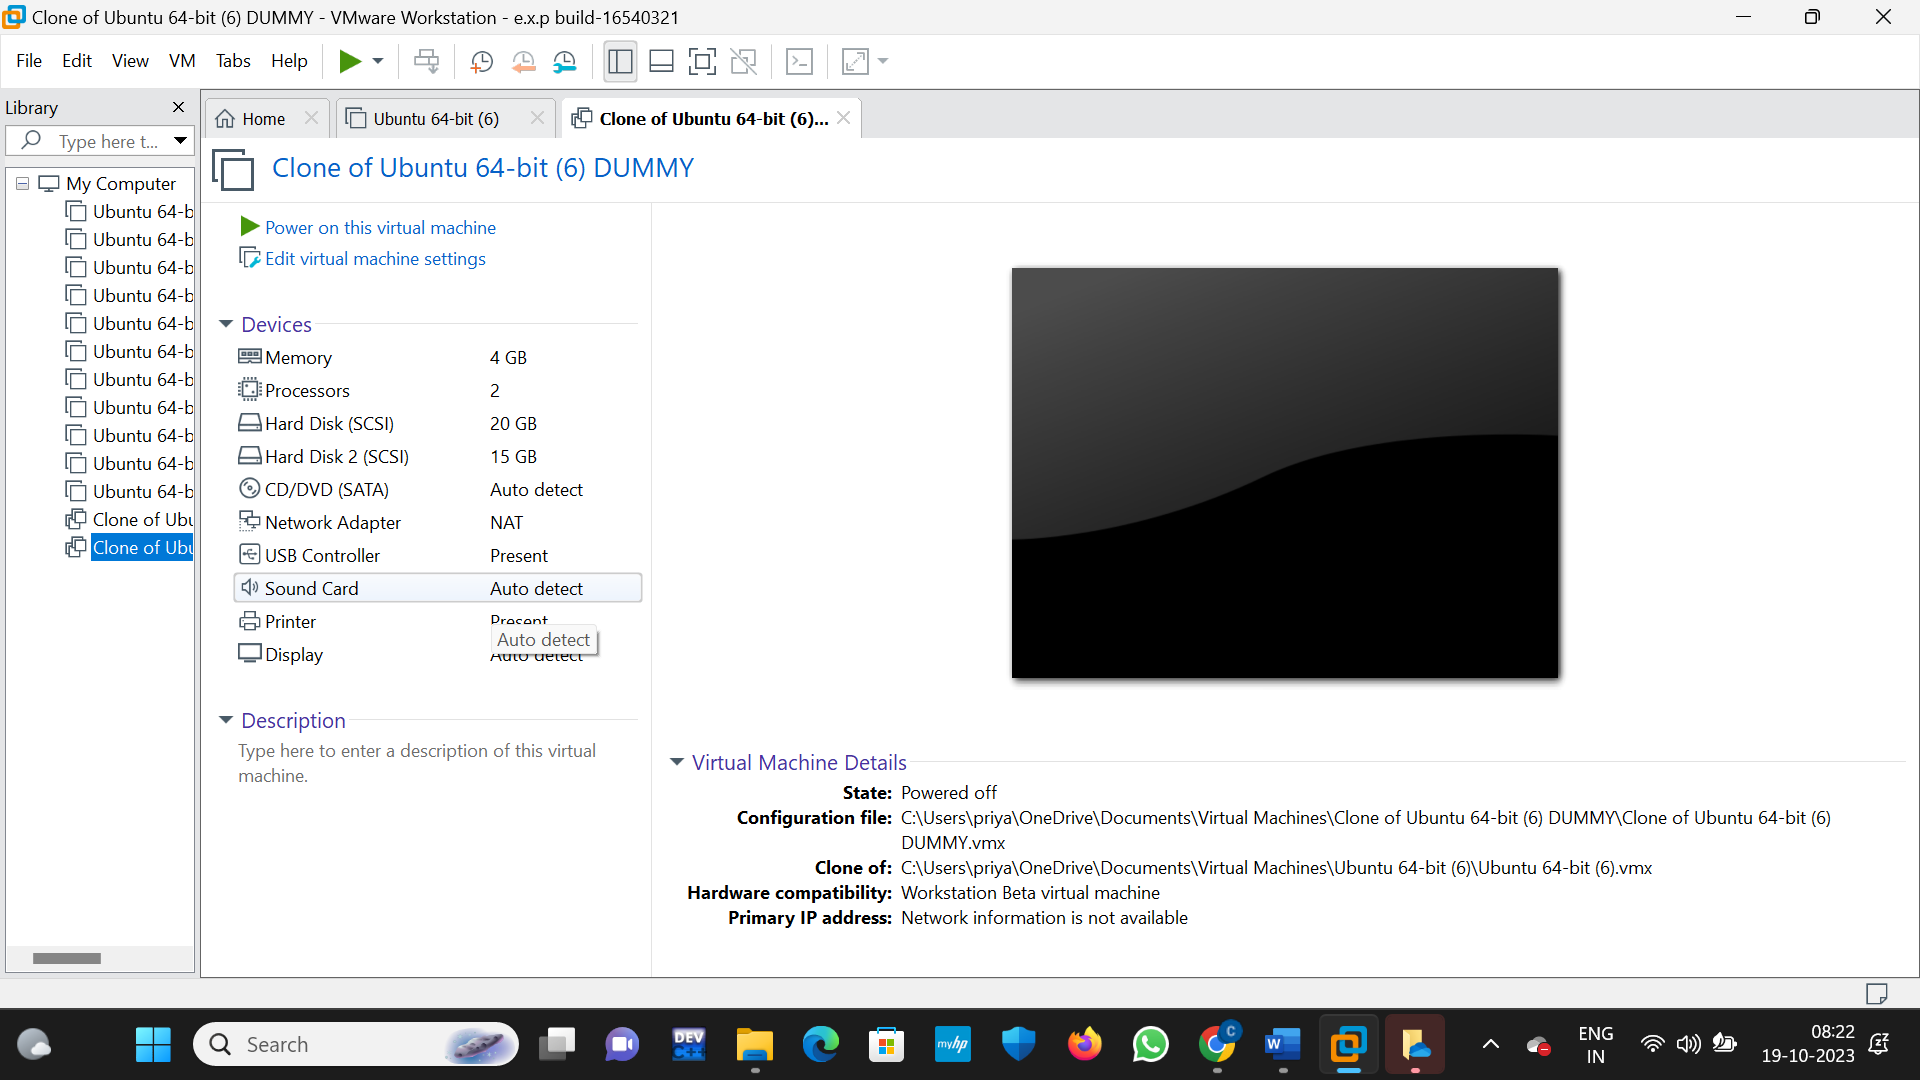 Clone of Ubuntu 64-bit (6) DUMMY - VMware Workstation - e.x.p build-16540321
File Edit View VM Tabs Help
Library
Type here t...
Home
Ubuntu 64-bit (6)
Clone of Ubuntu 64-bit (6)...
My Computer
Ubuntu 64-b
Ubuntu 64-b
Ubuntu 64-b
Ubuntu 64-b
Ubuntu 64-b
Ubuntu 64-b
Ubuntu 64-b
Ubuntu 64-b
Ubuntu 64-b
Ubuntu 64-b
Ubuntu 64-b
Clone of Ubu
Clone of Ubu
Clone of Ubuntu 64-bit (6) DUMMY
Power on this virtual machine
Edit virtual machine settings
Devices
Memory 4 GB
Processors 2
Hard Disk (SCSI) 20 GB
Hard Disk 2 (SCSI) 15 GB
CD/DVD (SATA) Auto detect
Network Adapter NAT
USB Controller Present
Sound Card Auto detect
Printer Present
Auto detect
Display Auto detect
Description
Type here to enter a description of this virtual
machine.
Virtual Machine Details
State: Powered off
Configuration file: C:\Users\priya\OneDrive\Documents\Virtual Machines\Clone of Ubuntu 64-bit (6) DUMMY\Clone of Ubuntu 64-bit (6)
DUMMY.vmx
Clone of: C:\Users\priya\OneDrive\Documents\Virtual Machines\Ubuntu 64-bit (6)\Ubuntu 64-bit (6).vmx
Hardware compatibility: Workstation Beta virtual machine
Primary IP address: Network information is not available
Search
DEV
C++
myhp
C
W
ENG
IN
08:22
19-10-2023